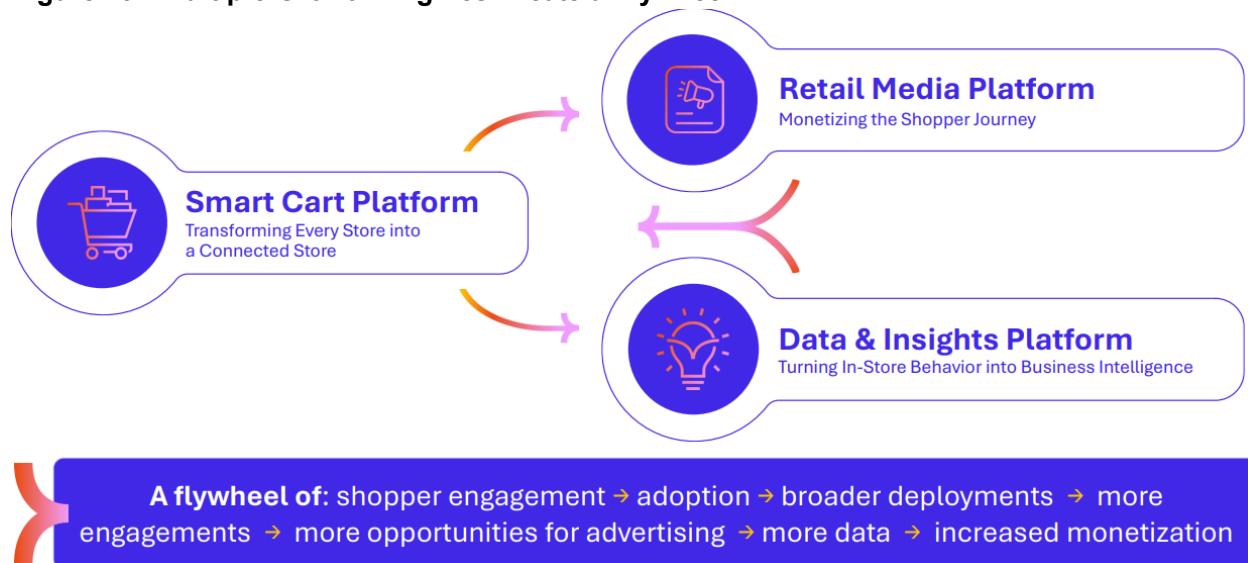 Smart Cart Platform
Transforming Every Store into
a Connected Store
Retail Media Platform
Monetizing the Shopper Journey
Data & Insights Platform
Turning In-Store Behavior into Business Intelligence
A flywheel of: shopper engagement → adoption → broader deployments → more
engagements → more opportunities for advertising → more data → increased monetization